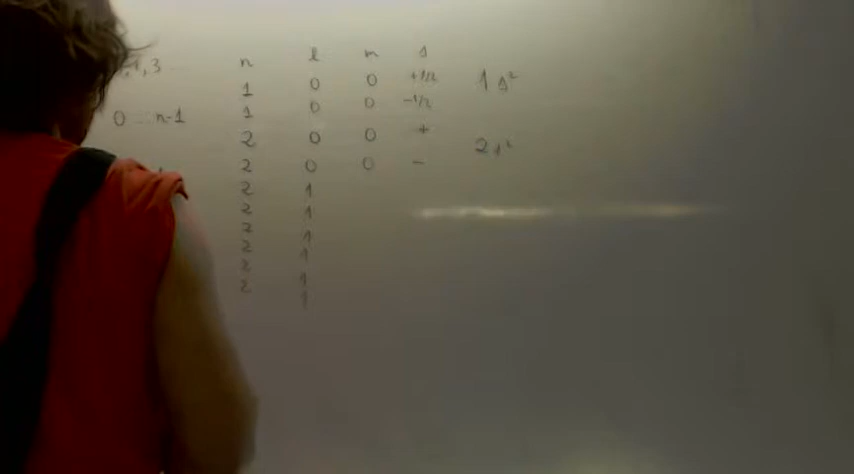 ,1,3 n l m s
1 0 0 +1/2 1s²
0 ... n-1 1 0 0 -1/2
2 0 0 +
2s²
2 0 0 -
2 1
2 1
2 1
2 1
2 1
2 1